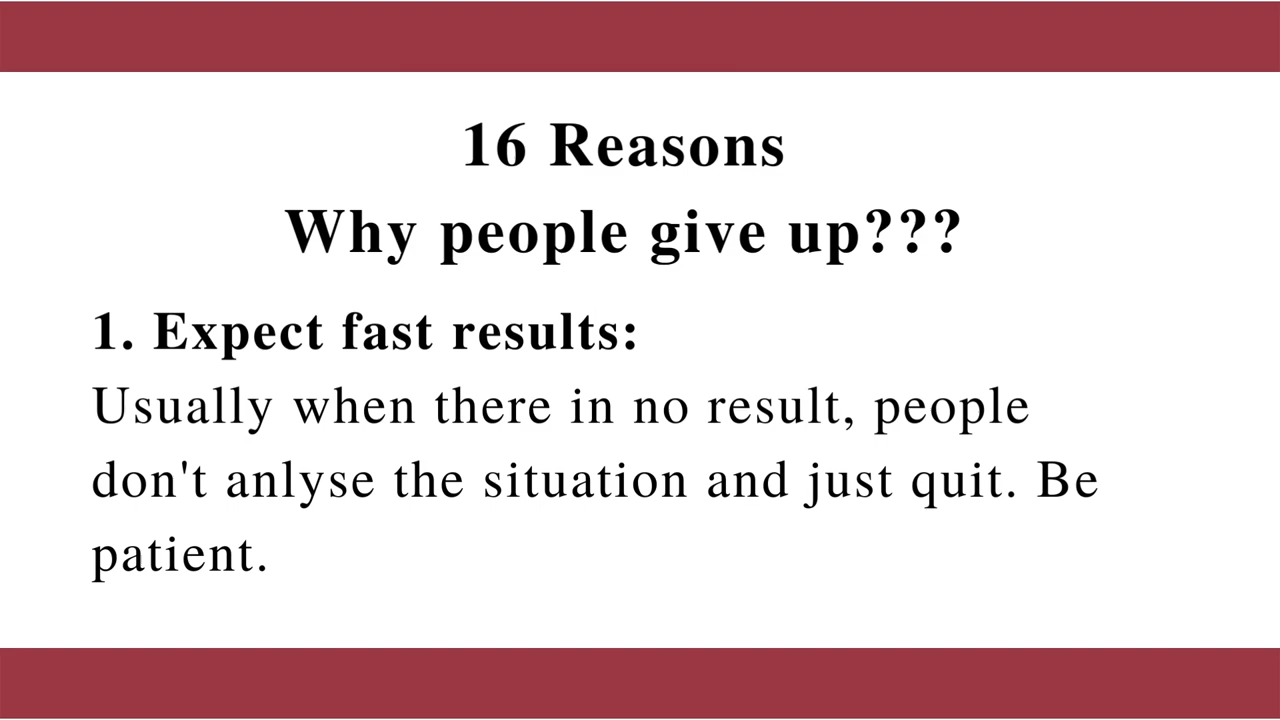 16 Reasons
Why people give up???
1. Expect fast results:
Usually when there in no result, people
don't anlyse the situation and just quit. Be
patient.